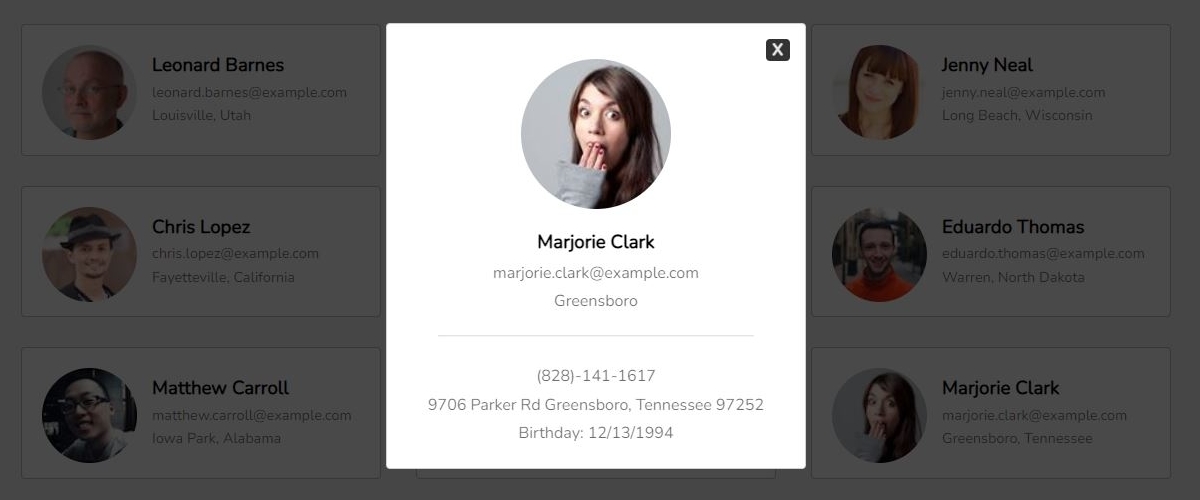 Leonard Barnes
leonard.barnes@example.com
Louisville, Utah
X
Marjorie Clark
marjorie.clark@example.com
Greensboro
(828)-141-1617
9706 Parker Rd Greensboro, Tennessee 97252
Birthday: 12/13/1994
Jenny Neal
jenny.neal@example.com
Long Beach, Wisconsin
Chris Lopez
chris.lopez@example.com
Fayetteville, California
Eduardo Thomas
eduardo.thomas@example.com
Warren, North Dakota
Matthew Carroll
matthew.carroll@example.com
Iowa Park, Alabama
Marjorie Clark
marjorie.clark@example.com
Greensboro, Tennessee